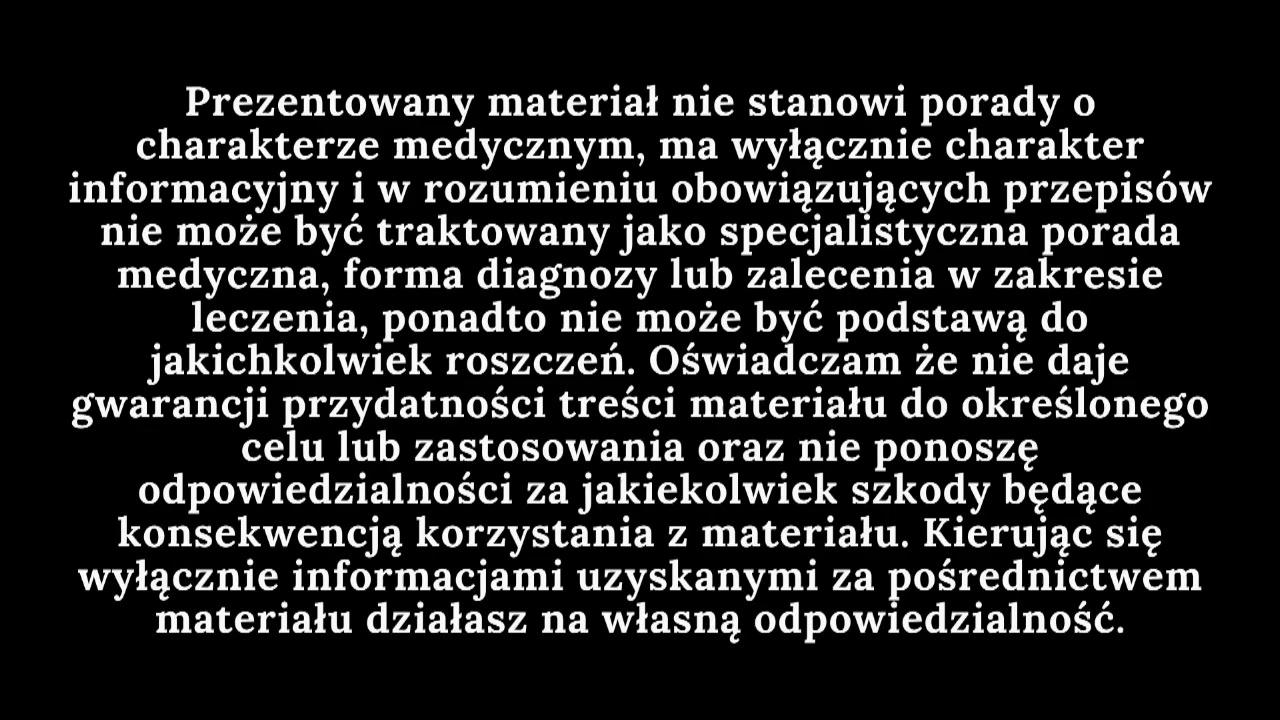 Prezentowany materiał nie stanowi porady o
charakterze medycznym, ma wyłącznie charakter
informacyjny i w rozumieniu obowiązujących przepisów
nie może być traktowany jako specjalistyczna porada
medyczna, forma diagnozy lub zalecenia w zakresie
leczenia, ponadto nie może być podstawą do
jakichkolwiek roszczeń. Oświadczam że nie daje
gwarancji przydatności treści materiału do określonego
celu lub zastosowania oraz nie ponoszę
odpowiedzialności za jakiekolwiek szkody będące
konsekwencją korzystania z materiału. Kierując się
wyłącznie informacjami uzyskanymi za pośrednictwem
materiału działasz na własną odpowiedzialność.